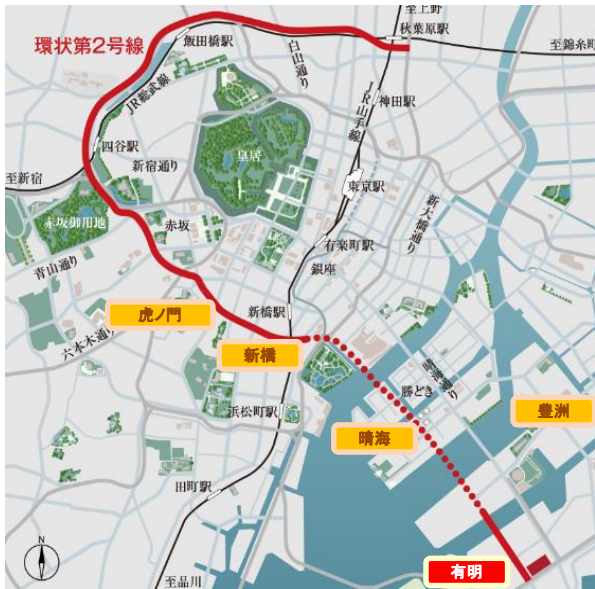 至上野
秋葉原駅
環状第2号線
飯田橋駅
白山通り
至錦糸町
JR総武線
JR山手線
神田駅
四谷駅
新宿通り
皇居
至新宿
東京駅
新大橋通り
赤坂御用地
赤坂
青山通り
有楽町駅
銀座
虎ノ門
新橋駅
六本木通り
新橋
晴海通り
勝どき
浜松町駅
豊洲
晴海
田町駅
N
有明
至品川